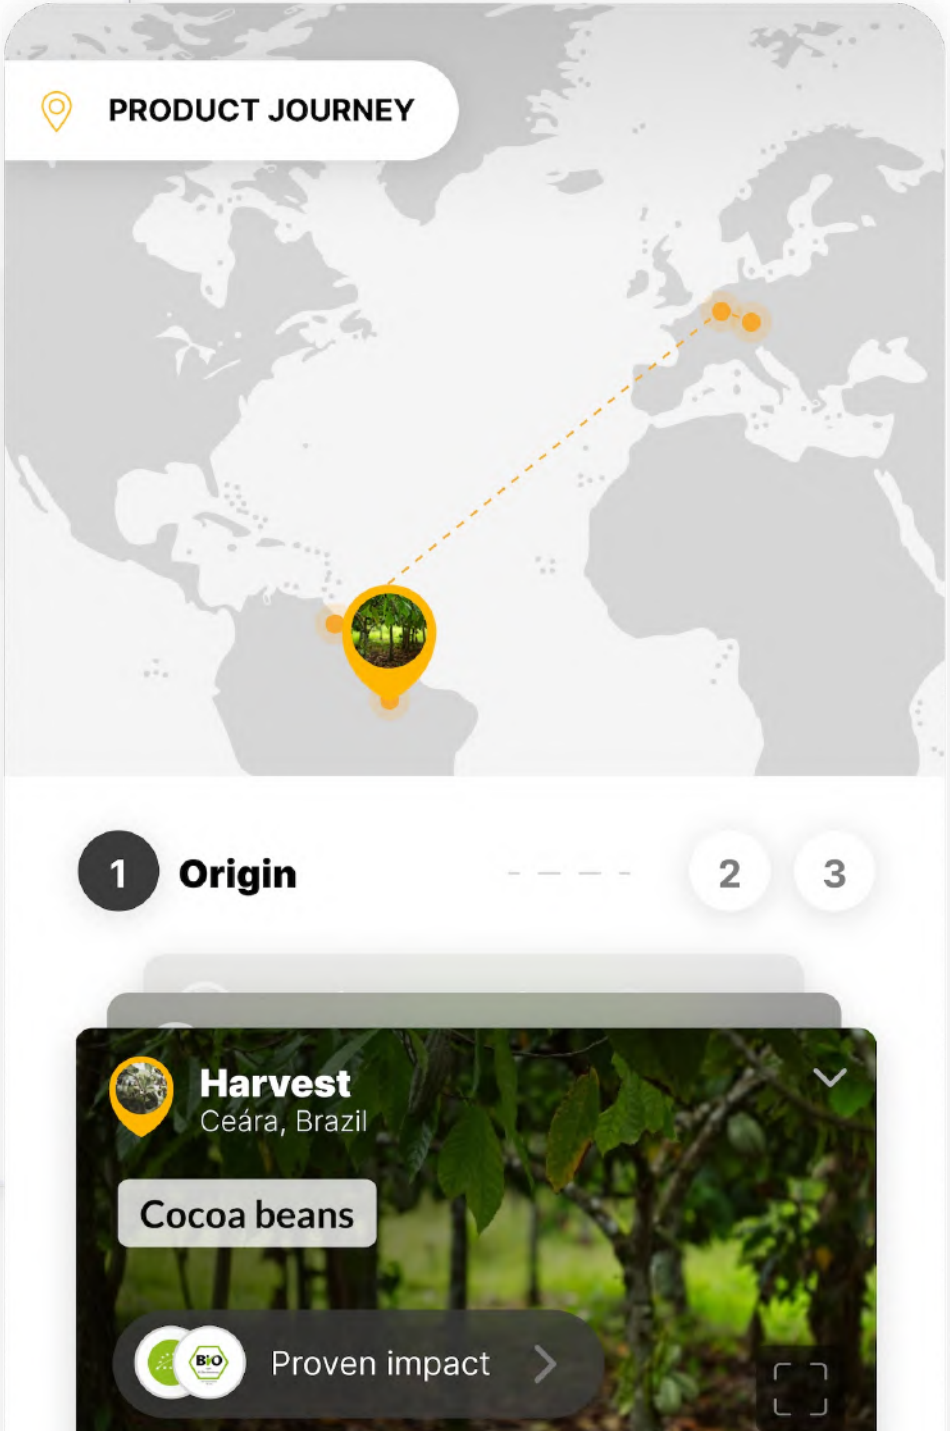 PRODUCT JOURNEY
1 Origin 2 3
Harvest
Ceára, Brazil
Cocoa beans
BIO
Proven impact